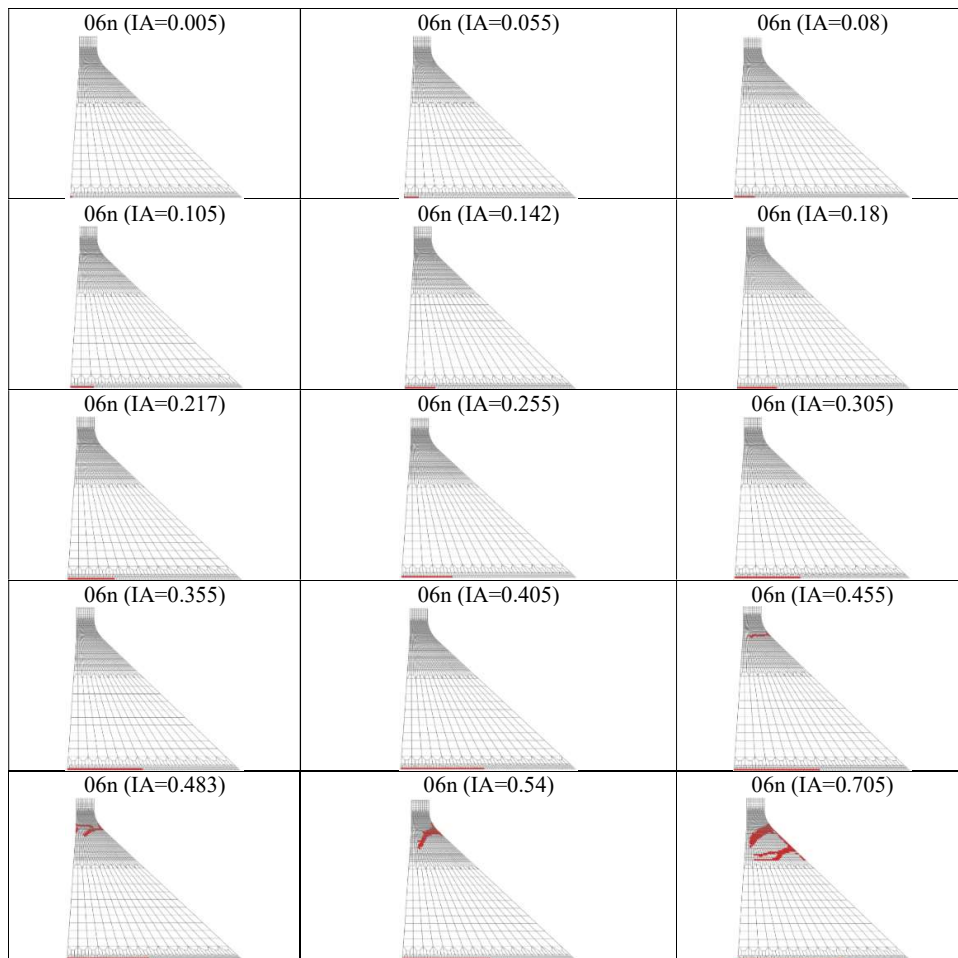 06n (IA=0.005)
06n (IA=0.055)
06n (IA=0.08)
06n (IA=0.105)
06n (IA=0.142)
06n (IA=0.18)
06n (IA=0.217)
06n (IA=0.255)
06n (IA=0.305)
06n (IA=0.355)
06n (IA=0.405)
06n (IA=0.455)
06n (IA=0.483)
06n (IA=0.54)
06n (IA=0.705)